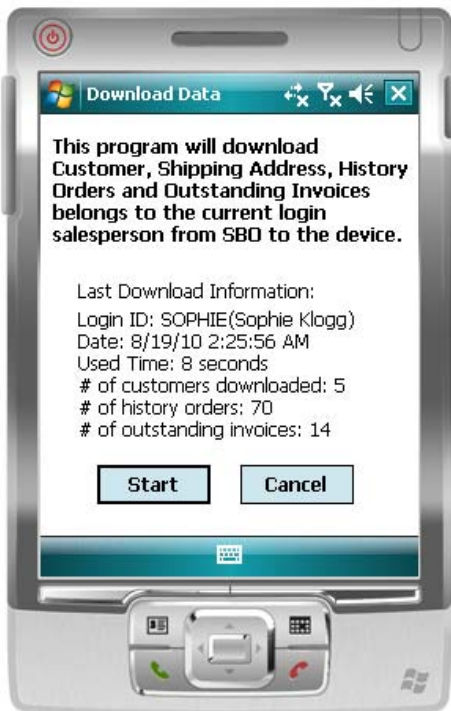 Download Data
This program will download
Customer, Shipping Address, History
Orders and Outstanding Invoices
belongs to the current login
salesperson from SBO to the device.
Last Download Information:
Login ID: SOPHIE(Sophie Klogg)
Date: 8/19/10 2:25:56 AM
Used Time: 8 seconds
# of customers downloaded: 5
# of history orders: 70
# of outstanding invoices: 14
Start Cancel